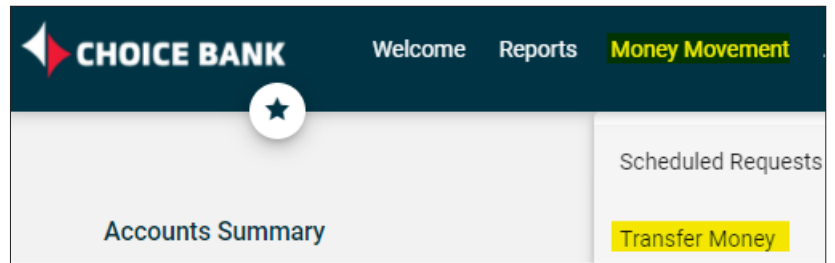 CHOICE BANK Welcome Reports Money Movement
Scheduled Requests
Accounts Summary
Transfer Money